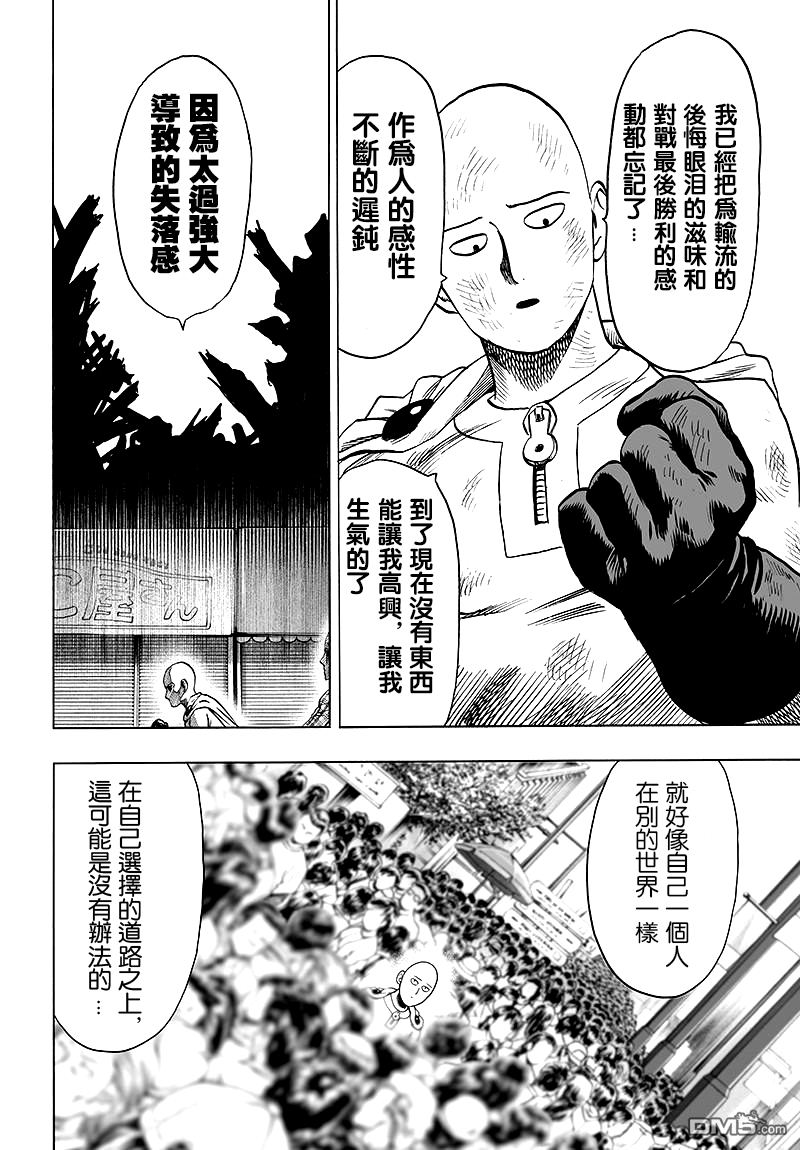 我已經把為輸流的
後悔眼泪的滋味和
對戰最後勝利的感
動都忘記了…
作為人的感性
不斷的遲鈍
到了現在沒有東西
能讓我高興，讓我
生氣的了
因為太過強大
導致的失落感
屋さん
就好像自己一個人
在別的世界一樣
在自己選擇的道路之上，
這可能是沒有辦法的…
DM5.com